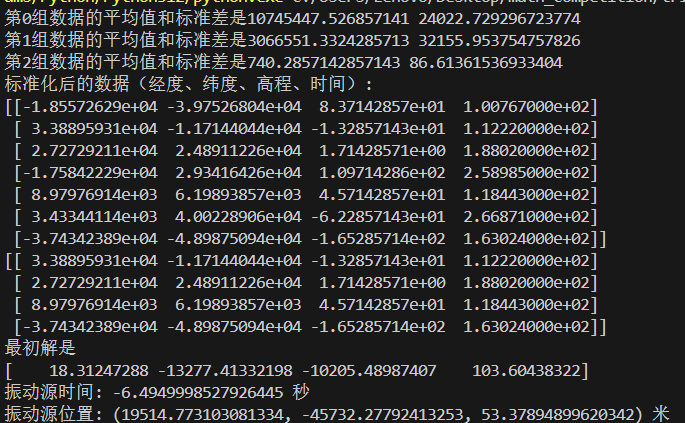 第0组数据的平均值和标准差是10745447.526857141 24022.729296723774
第1组数据的平均值和标准差是3066551.3324285713 32155.953754757826
第2组数据的平均值和标准差是740.2857142857143 86.61361536933404
标准化后的数据（经度、纬度、高程、时间）:
[[-1.85572629e+04 -3.97526804e+04  8.37142857e+01  1.00767000e+02]
 [ 3.38895931e+04 -1.17144044e+04 -1.32857143e+01  1.12220000e+02]
 [ 2.72729211e+04  2.48911226e+04  1.71428571e+00  1.88020000e+02]
 [-1.75842229e+04  2.93416426e+04  1.09714286e+02  2.58985000e+02]
 [ 8.97976914e+03  6.19893857e+03  4.57142857e+01  1.18443000e+02]
 [ 3.43344114e+03  4.00228906e+04 -6.22857143e+01  2.66871000e+02]
 [-3.74342389e+04 -4.89875094e+04 -1.65285714e+02  1.63024000e+02]]
[[ 3.38895931e+04 -1.17144044e+04 -1.32857143e+01  1.12220000e+02]
 [ 2.72729211e+04  2.48911226e+04  1.71428571e+00  1.88020000e+02]
 [ 8.97976914e+03  6.19893857e+03  4.57142857e+01  1.18443000e+02]
 [-3.74342389e+04 -4.89875094e+04 -1.65285714e+02  1.63024000e+02]]
最初解是
[    18.31247288 -13277.41332198 -10205.48987407    103.60438322]
振动源时间: -6.4949998527926445 秒
振动源位置: (19514.773103081334, -45732.27792413253, 53.37894899620342) 米